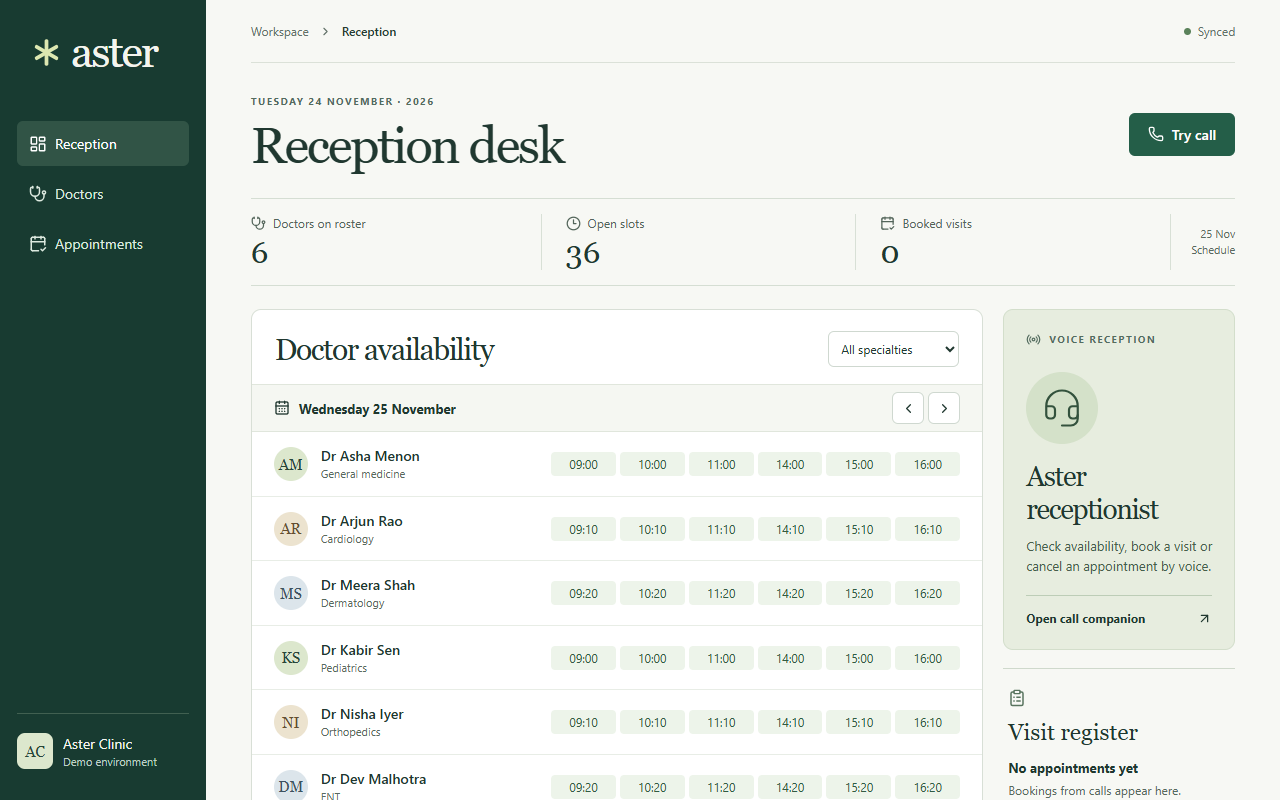 aster
Reception
Doctors
Appointments
AC
Aster Clinic
Demo environment
Workspace
Reception
Synced
TUESDAY 24 NOVEMBER · 2026
Reception desk
Try call
Doctors on roster
6
Open slots
36
Booked visits
0
25 Nov
Schedule
Doctor availability
All specialties
Wednesday 25 November
AM
Dr Asha Menon
General medicine
09:00 10:00 11:00 14:00 15:00 16:00
AR
Dr Arjun Rao
Cardiology
09:10 10:10 11:10 14:10 15:10 16:10
MS
Dr Meera Shah
Dermatology
09:20 10:20 11:20 14:20 15:20 16:20
KS
Dr Kabir Sen
Pediatrics
09:00 10:00 11:00 14:00 15:00 16:00
NI
Dr Nisha Iyer
Orthopedics
09:10 10:10 11:10 14:10 15:10 16:10
DM
Dr Dev Malhotra
ENT
09:20 10:20 11:20 14:20 15:20 16:20
VOICE RECEPTION
Aster
receptionist
Check availability, book a visit or
cancel an appointment by voice.
Open call companion
Visit register
No appointments yet
Bookings from calls appear here.